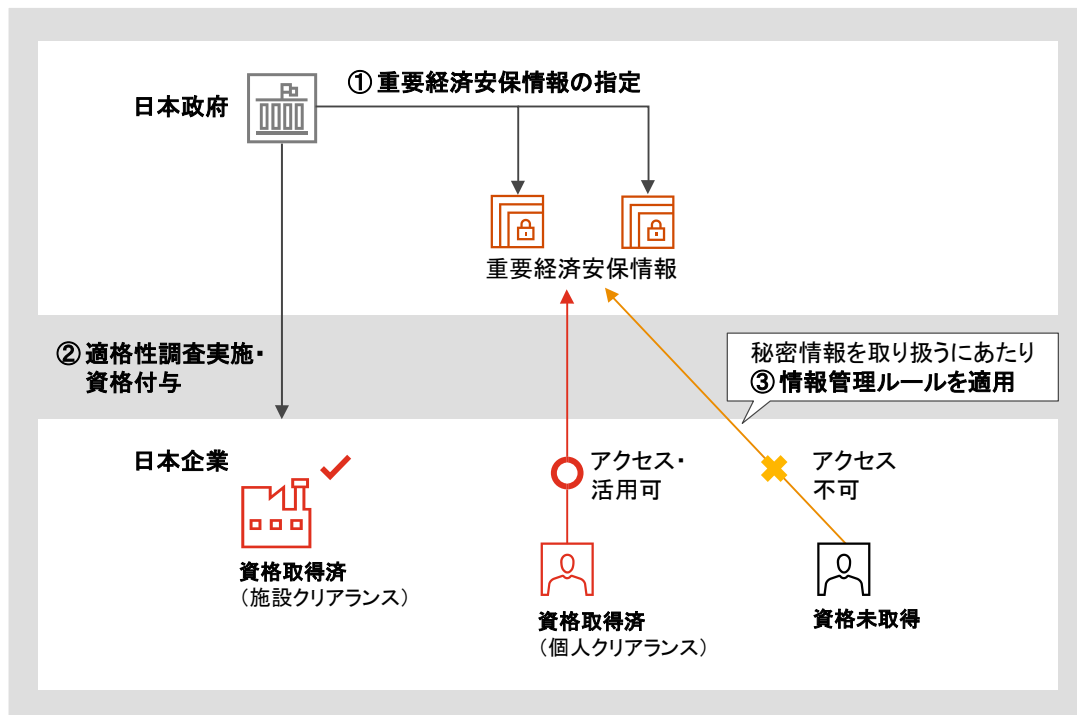 ① 重要経済安保情報の指定
日本政府
重要経済安保情報
② 適格性調査実施・
資格付与
秘密情報を取り扱うにあたり
③ 情報管理ルールを適用
日本企業
アクセス・
活用可
アクセス
不可
資格取得済
（施設クリアランス）
資格取得済
（個人クリアランス）
資格未取得